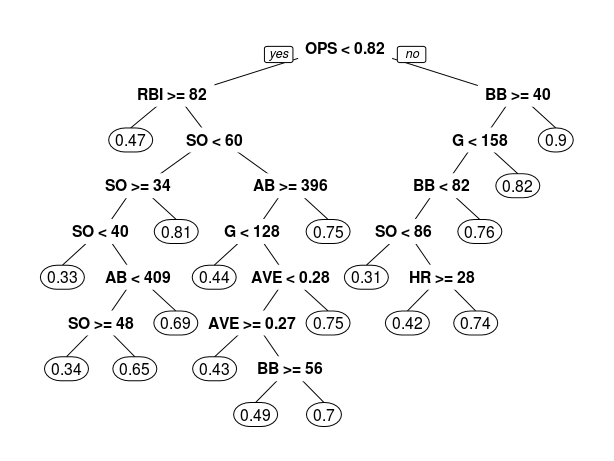 yes OPS < 0.82 no
RBI >= 82 BB >= 40
0.47 SO < 60 G < 158 0.9
SO >= 34 AB >= 396 BB < 82 0.82
SO < 40 0.81 G < 128 0.75 SO < 86 0.76
0.33 AB < 409 0.44 AVE < 0.28 0.31 HR >= 28
SO >= 48 0.69 AVE >= 0.27 0.75 0.42 0.74
0.34 0.65 0.43 BB >= 56
0.49 0.7